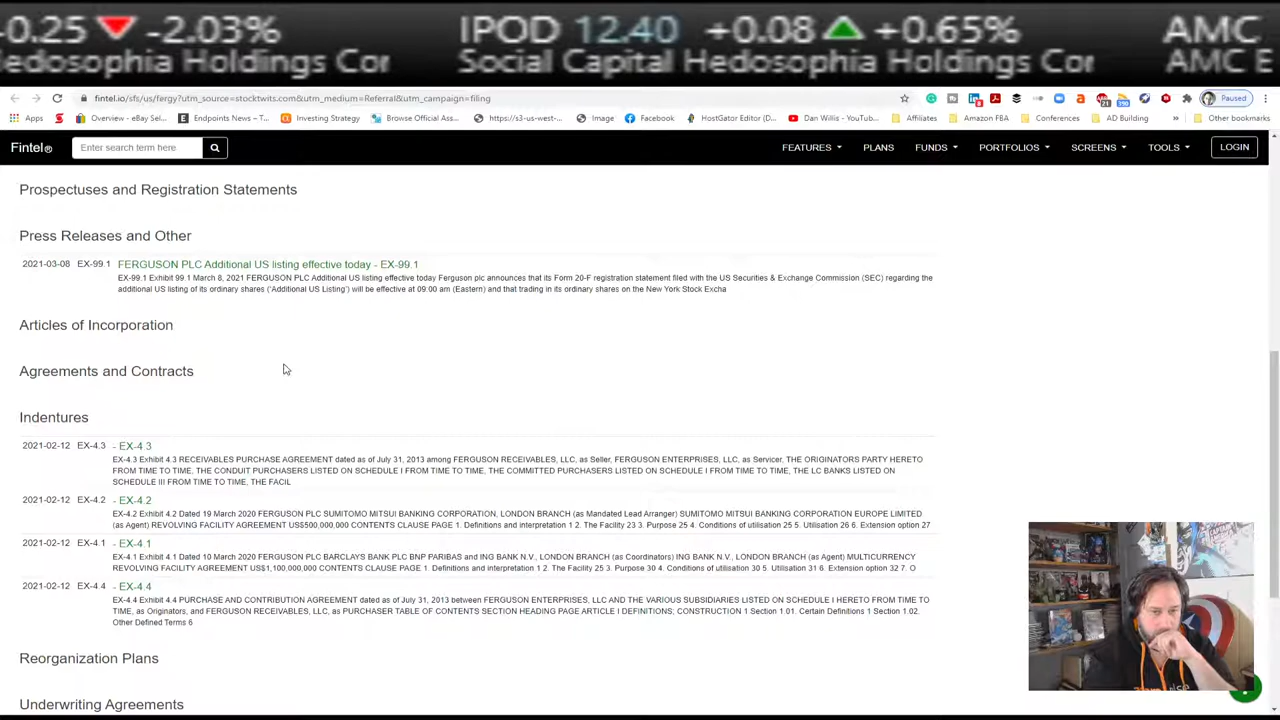 -0.25 -2.03% IPOD 12.40 +0.08 +0.65% AMC
Hedosophia Holdings Cor Social Capital Hedosophia Holdings Cor AMC E
fintel.io/sfs/us/fergy?utm_source=stocktwits.com&utm_medium=Referral&utm_campaign=filing Paused
Apps Overview - eBay Sel... Endpoints News – T... Investing Strategy Browse Official Ass... https://s3-us-west-... Image Facebook HostGator Editor (D... Dan Willis - YouTub... Affiliates Amazon FBA Conferences AD Building » Other bookmarks
Fintel® Enter search term here FEATURES PLANS FUNDS PORTFOLIOS SCREENS TOOLS LOGIN
Prospectuses and Registration Statements
Press Releases and Other
2021-03-08 EX-99.1 FERGUSON PLC Additional US listing effective today - EX-99.1
EX-99.1 Exhibit 99.1 March 8, 2021 FERGUSON PLC Additional US listing effective today Ferguson plc announces that its Form 20-F registration statement filed with the US Securities & Exchange Commission (SEC) regarding the
additional US listing of its ordinary shares ('Additional US Listing') will be effective at 09:00 am (Eastern) and that trading in its ordinary shares on the New York Stock Excha
Articles of Incorporation
Agreements and Contracts
Indentures
2021-02-12 EX-4.3 - EX-4.3
EX-4.3 Exhibit 4.3 RECEIVABLES PURCHASE AGREEMENT dated as of July 31, 2013 among FERGUSON RECEIVABLES, LLC, as Seller, FERGUSON ENTERPRISES, LLC, as Servicer, THE ORIGINATORS PARTY HERETO
FROM TIME TO TIME, THE CONDUIT PURCHASERS LISTED ON SCHEDULE I FROM TIME TO TIME, THE COMMITTED PURCHASERS LISTED ON SCHEDULE I FROM TIME TO TIME, THE LC BANKS LISTED ON
SCHEDULE III FROM TIME TO TIME, THE FACIL
2021-02-12 EX-4.2 - EX-4.2
EX-4.2 Exhibit 4.2 Dated 19 March 2020 FERGUSON PLC SUMITOMO MITSUI BANKING CORPORATION, LONDON BRANCH (as Mandated Lead Arranger) SUMITOMO MITSUI BANKING CORPORATION EUROPE LIMITED
(as Agent) REVOLVING FACILITY AGREEMENT US$500,000,000 CONTENTS CLAUSE PAGE 1. Definitions and interpretation 1 2. The Facility 23 3. Purpose 25 4. Conditions of utilisation 25 5. Utilisation 26 6. Extension option 27
2021-02-12 EX-4.1 - EX-4.1
EX-4.1 Exhibit 4.1 Dated 10 March 2020 FERGUSON PLC BARCLAYS BANK PLC BNP PARIBAS and ING BANK N.V., LONDON BRANCH (as Coordinators) ING BANK N.V., LONDON BRANCH (as Agent) MULTICURRENCY
REVOLVING FACILITY AGREEMENT US$1,100,000,000 CONTENTS CLAUSE PAGE 1. Definitions and interpretation 1 2. The Facility 25 3. Purpose 30 4. Conditions of utilisation 30 5. Utilisation 31 6. Extension option 32 7. O
2021-02-12 EX-4.4 - EX-4.4
EX-4.4 Exhibit 4.4 PURCHASE AND CONTRIBUTION AGREEMENT dated as of July 31, 2013 between FERGUSON ENTERPRISES, LLC AND THE VARIOUS SUBSIDIARIES LISTED ON SCHEDULE I HERETO FROM TIME TO
TIME, as Originators, and FERGUSON RECEIVABLES, LLC, as PURCHASER TABLE OF CONTENTS SECTION HEADING PAGE ARTICLE I DEFINITIONS; CONSTRUCTION 1 Section 1.01. Certain Definitions 1 Section 1.02.
Other Defined Terms 6
Reorganization Plans
Underwriting Agreements